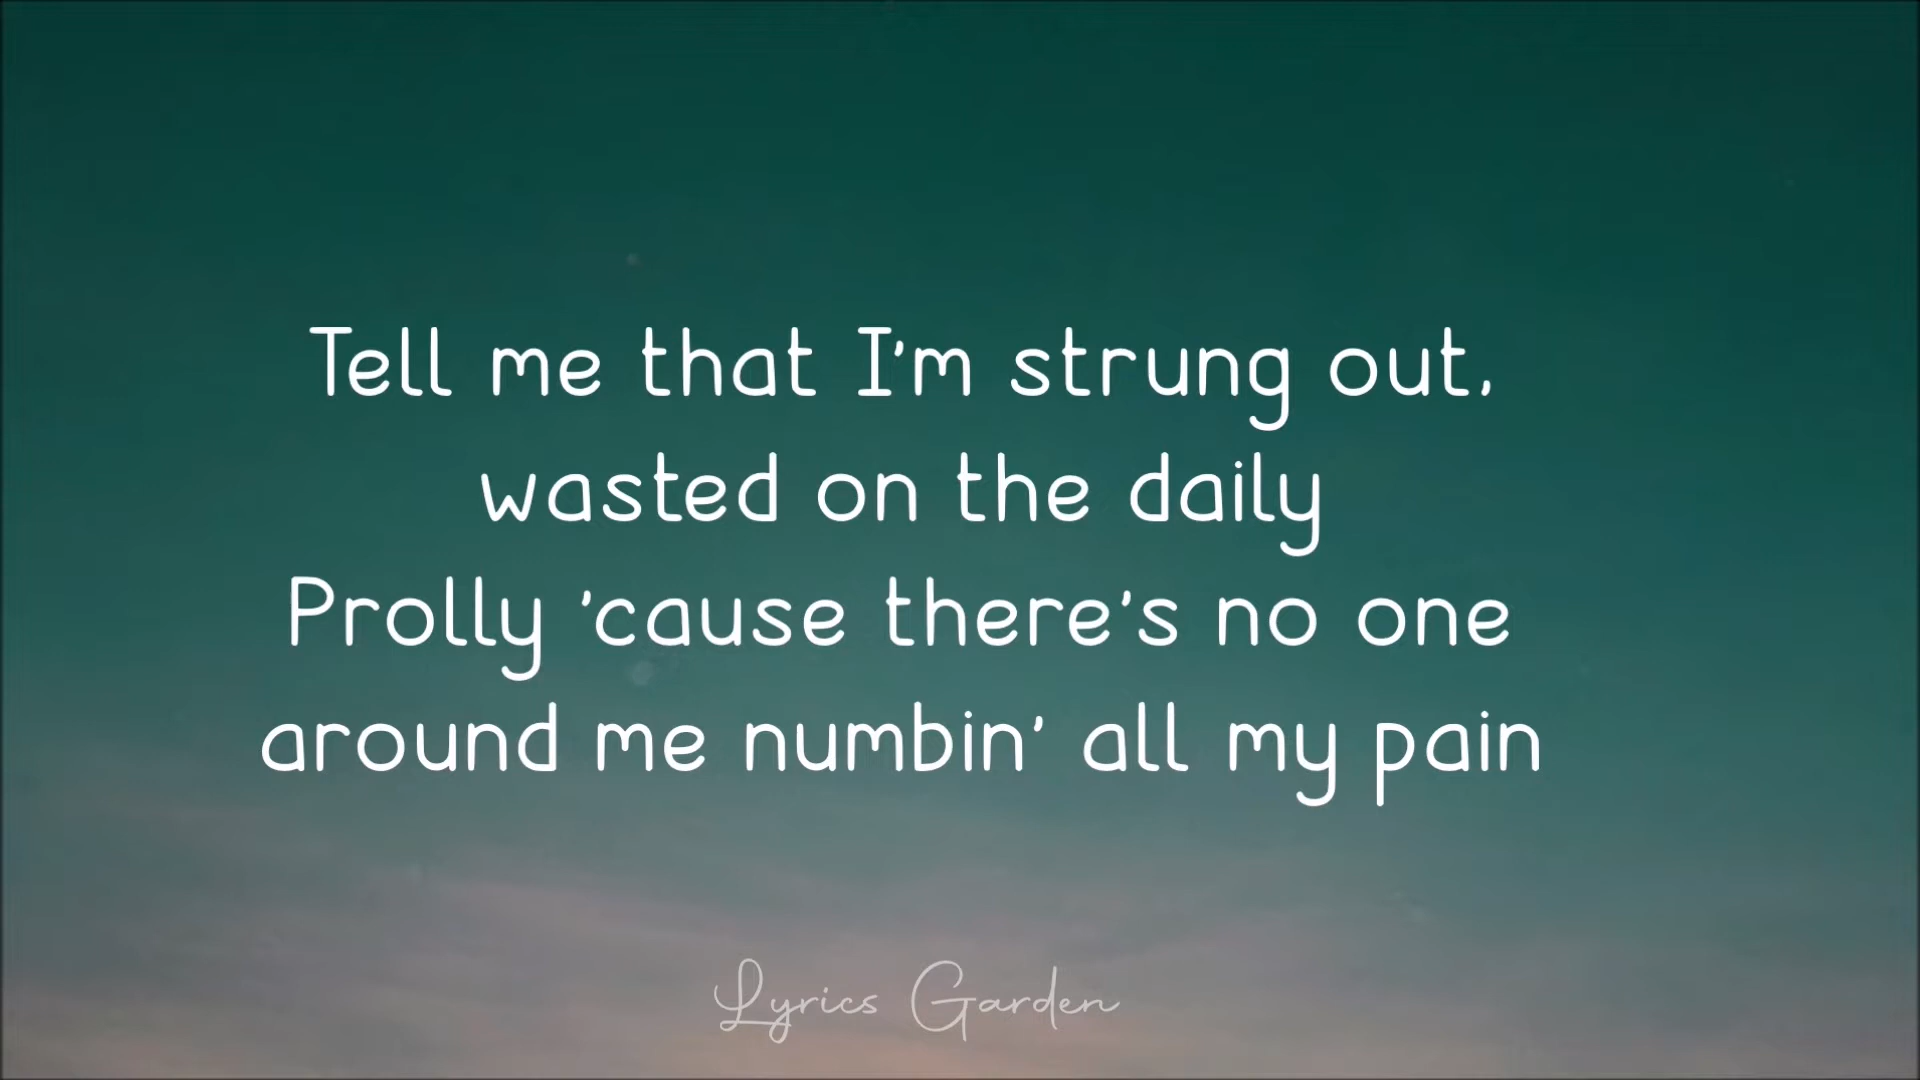 Tell me that I'm strung out,
wasted on the daily
Prolly 'cause there's no one
around me numbin' all my pain
Lyrics Garden